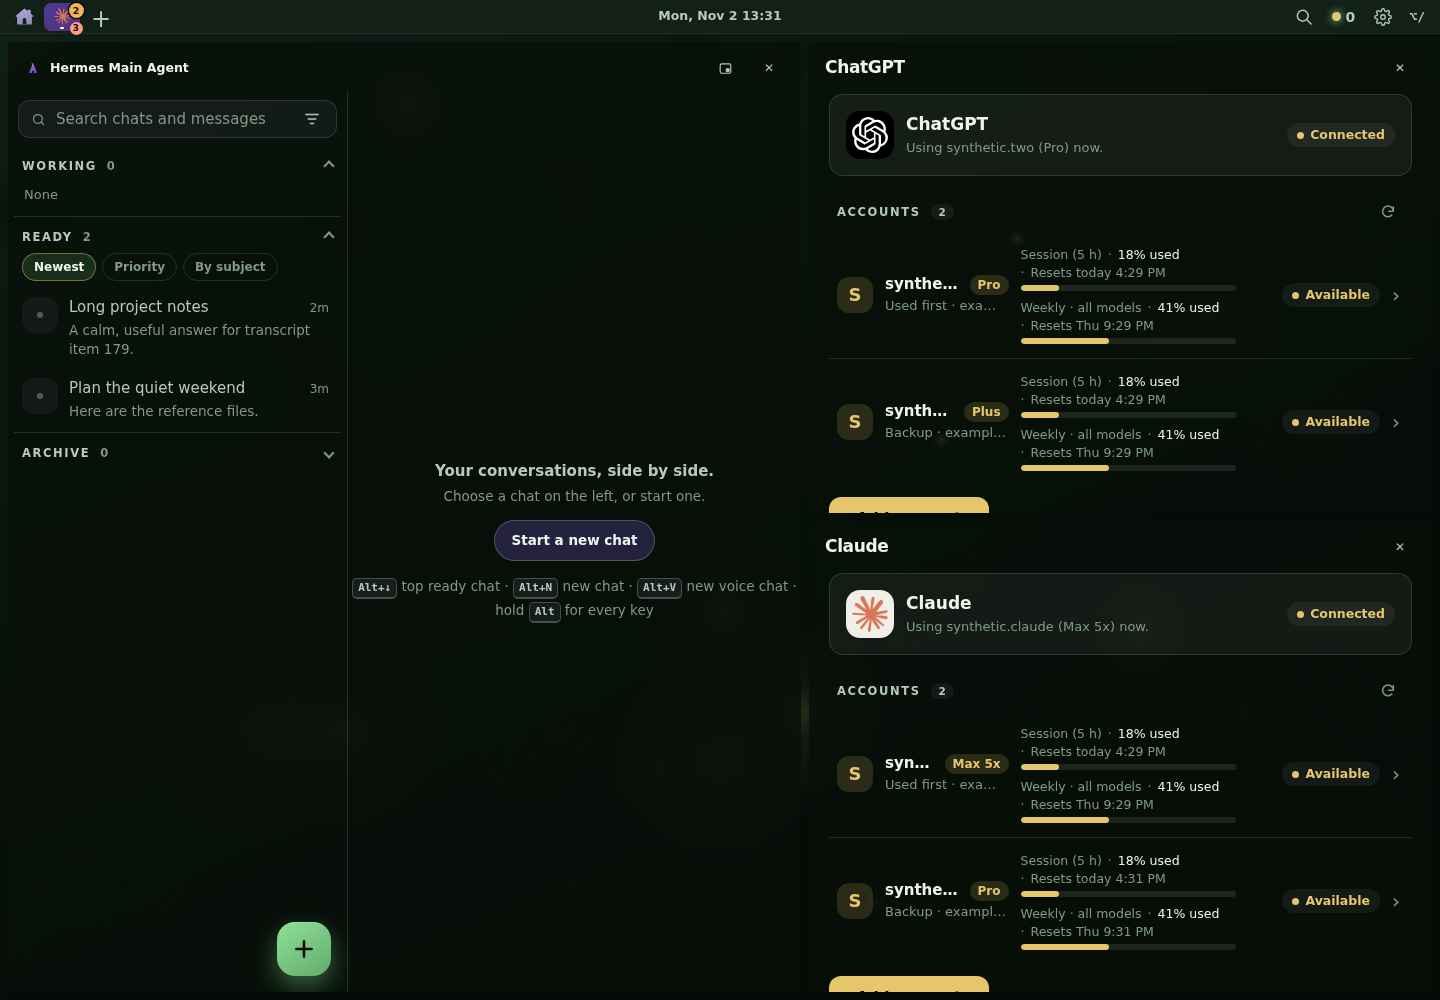 2
3
Mon, Nov 2 13:31
0
⌥/
Hermes Main Agent
Search chats and messages
WORKING 0
None
READY 2
Newest Priority By subject
Long project notes 2m
A calm, useful answer for transcript
item 179.
Plan the quiet weekend 3m
Here are the reference files.
ARCHIVE 0
Your conversations, side by side.
Choose a chat on the left, or start one.
Start a new chat
Alt+↓ top ready chat · Alt+N new chat · Alt+V new voice chat ·
hold Alt for every key
ChatGPT
ChatGPT
Using synthetic.two (Pro) now.
Connected
ACCOUNTS 2
S
synthe… Pro
Used first · exa…
Session (5 h) · 18% used
· Resets today 4:29 PM
Weekly · all models · 41% used
· Resets Thu 9:29 PM
Available
S
synth… Plus
Backup · exampl…
Session (5 h) · 18% used
· Resets today 4:29 PM
Weekly · all models · 41% used
· Resets Thu 9:29 PM
Available
Claude
Claude
Using synthetic.claude (Max 5x) now.
Connected
ACCOUNTS 2
S
syn… Max 5x
Used first · exa…
Session (5 h) · 18% used
· Resets today 4:29 PM
Weekly · all models · 41% used
· Resets Thu 9:29 PM
Available
S
synthe… Pro
Backup · exampl…
Session (5 h) · 18% used
· Resets today 4:31 PM
Weekly · all models · 41% used
· Resets Thu 9:31 PM
Available